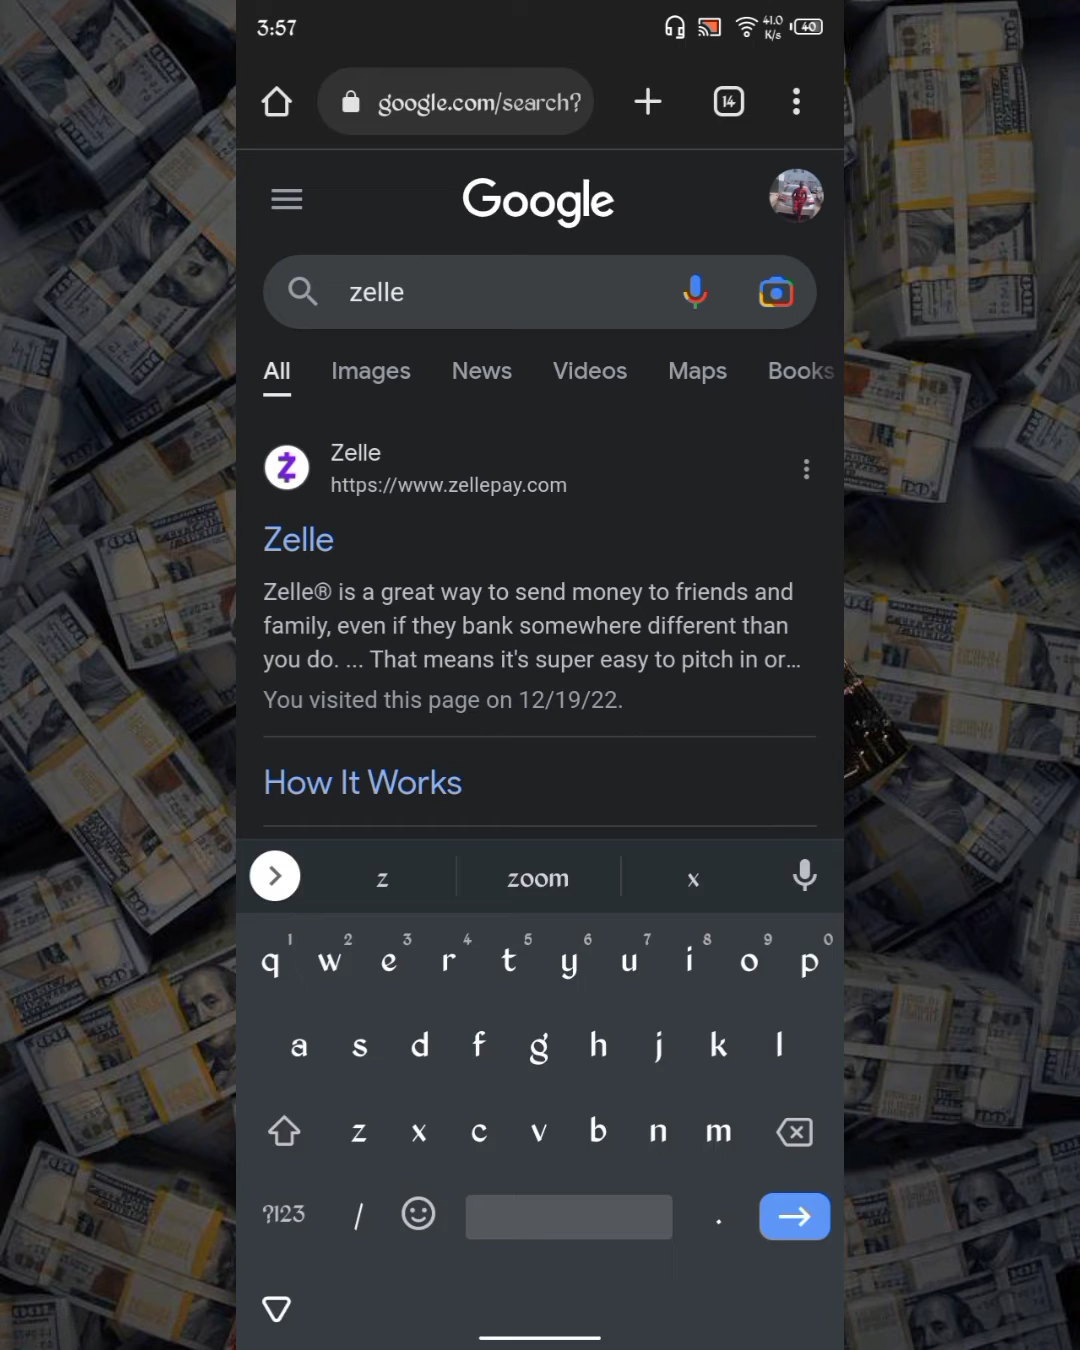 3:57
41.0
K/s
40
google.com/search?
14
Google
zelle
All Images News Videos Maps Books
Zelle
https://www.zellepay.com
Zelle
Zelle® is a great way to send money to friends and
family, even if they bank somewhere different than
you do. ... That means it's super easy to pitch in or...
You visited this page on 12/19/22.
How It Works
z zoom x
1 2 3 4 5 6 7 8 9 0
q w e r t y u i o p
a s d f g h j k l
z x c v b n m
?123 / .